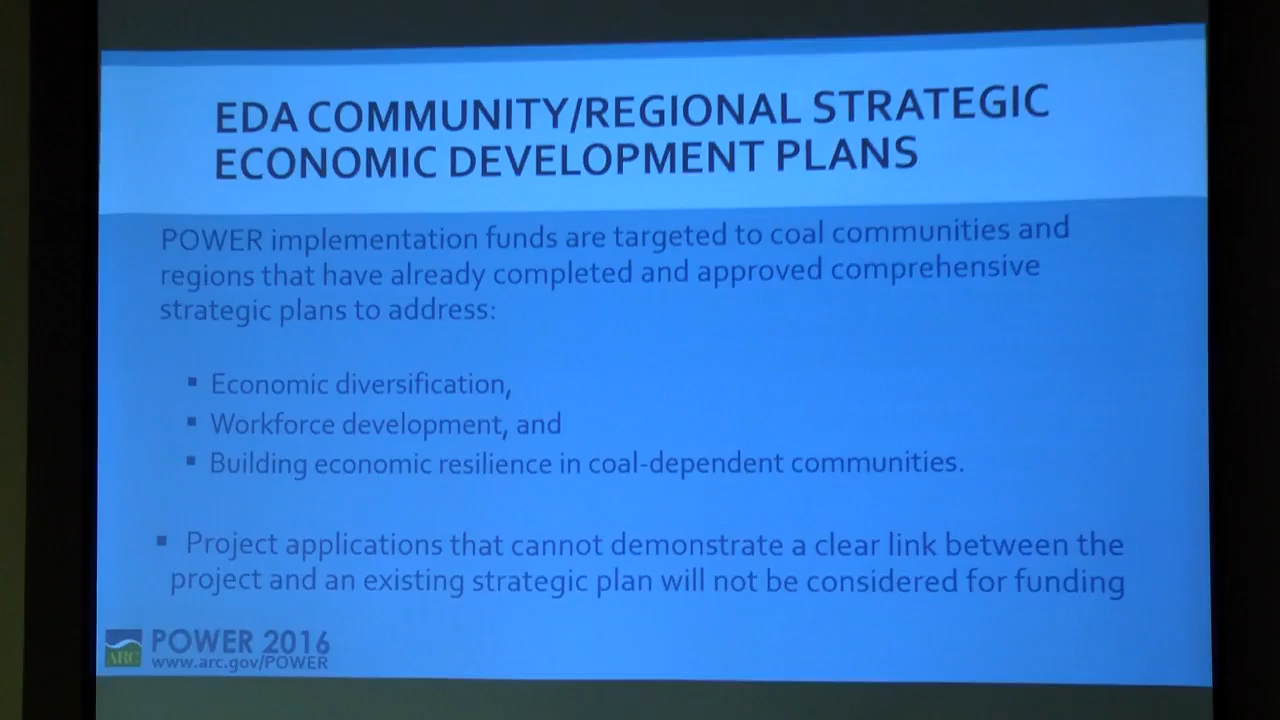 EDA COMMUNITY/REGIONAL STRATEGIC
ECONOMIC DEVELOPMENT PLANS
POWER implementation funds are targeted to coal communities and
regions that have already completed and approved comprehensive
strategic plans to address:
▪ Economic diversification,
▪ Workforce development, and
▪ Building economic resilience in coal-dependent communities.
▪ Project applications that cannot demonstrate a clear link between the
project and an existing strategic plan will not be considered for funding
ARC
POWER 2016
www.arc.gov/POWER